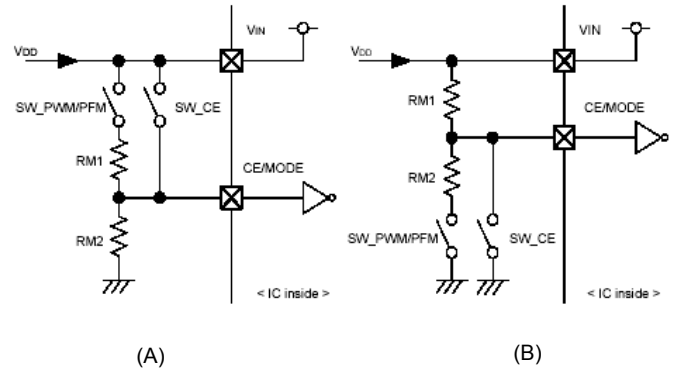 VIN
VDD
SW_PWM/PFM
SW_CE
RM1
CE/MODE
RM2
< IC inside >
(A)
VIN
VDD
RM1
CE/MODE
RM2
SW_PWM/PFM
SW_CE
< IC inside >
(B)